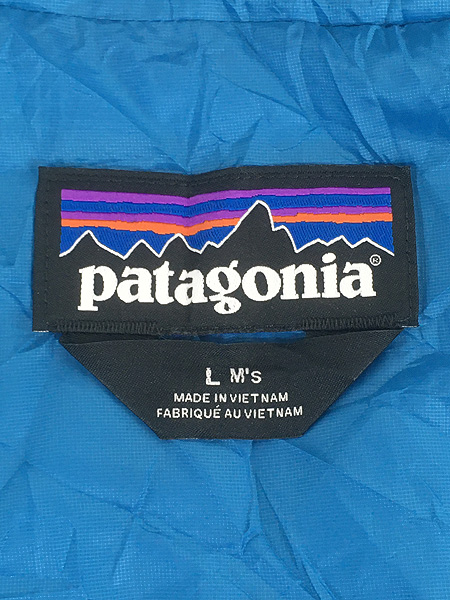 patagonia®
L M's
MADE IN VIETNAM
FABRIQUÉ AU VIETNAM